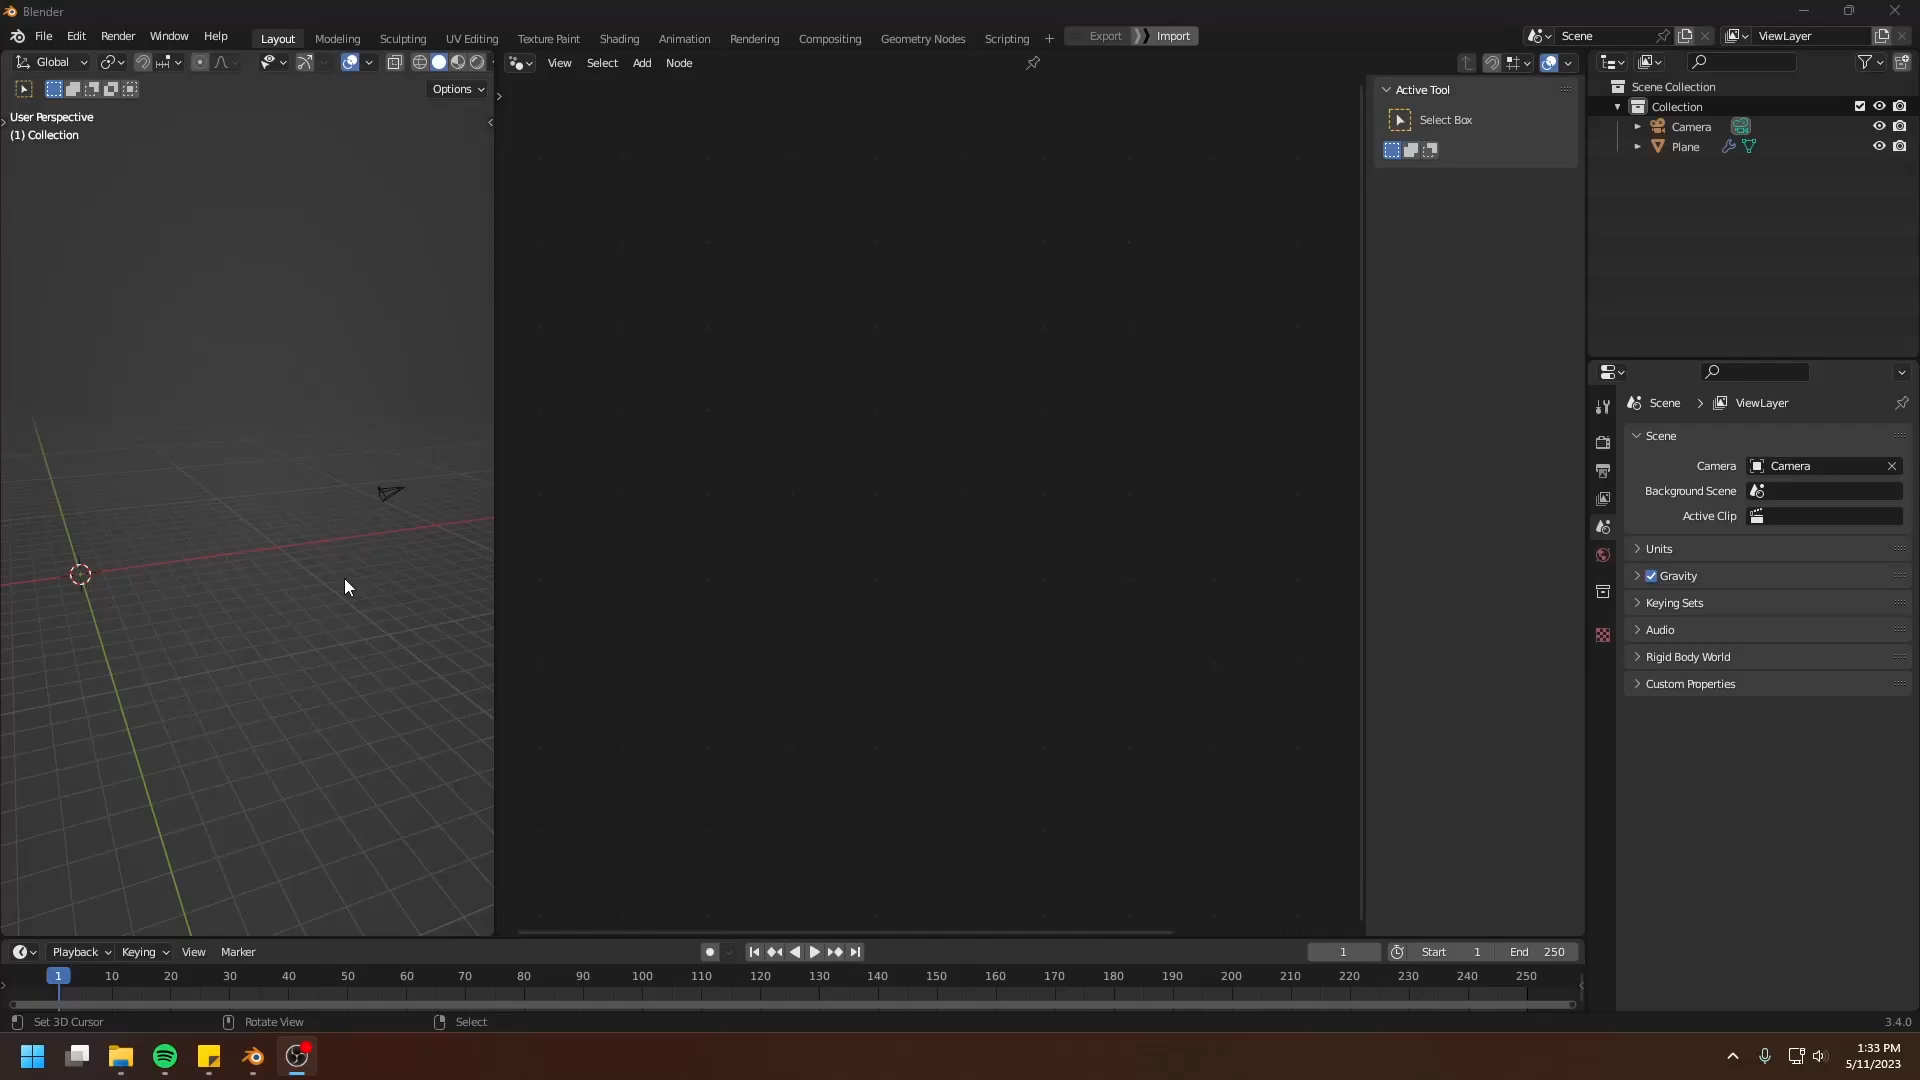 Blender
File Edit Render Window Help Layout Modeling Sculpting UV Editing Texture Paint Shading Animation Rendering Compositing Geometry Nodes Scripting + Export Import Scene ViewLayer
Global
Options
User Perspective
(1) Collection
View Select Add Node
Active Tool
Select Box
Scene Collection
Collection
Camera
Plane
Scene > ViewLayer
Scene
Camera Camera
Background Scene
Active Clip
Units
Gravity
Keying Sets
Audio
Rigid Body World
Custom Properties
Playback Keying View Marker 1 Start 1 End 250
1 10 20 30 40 50 60 70 80 90 100 110 120 130 140 150 160 170 180 190 200 210 220 230 240 250
Set 3D Cursor Rotate View Select 3.4.0
1:33 PM
5/11/2023